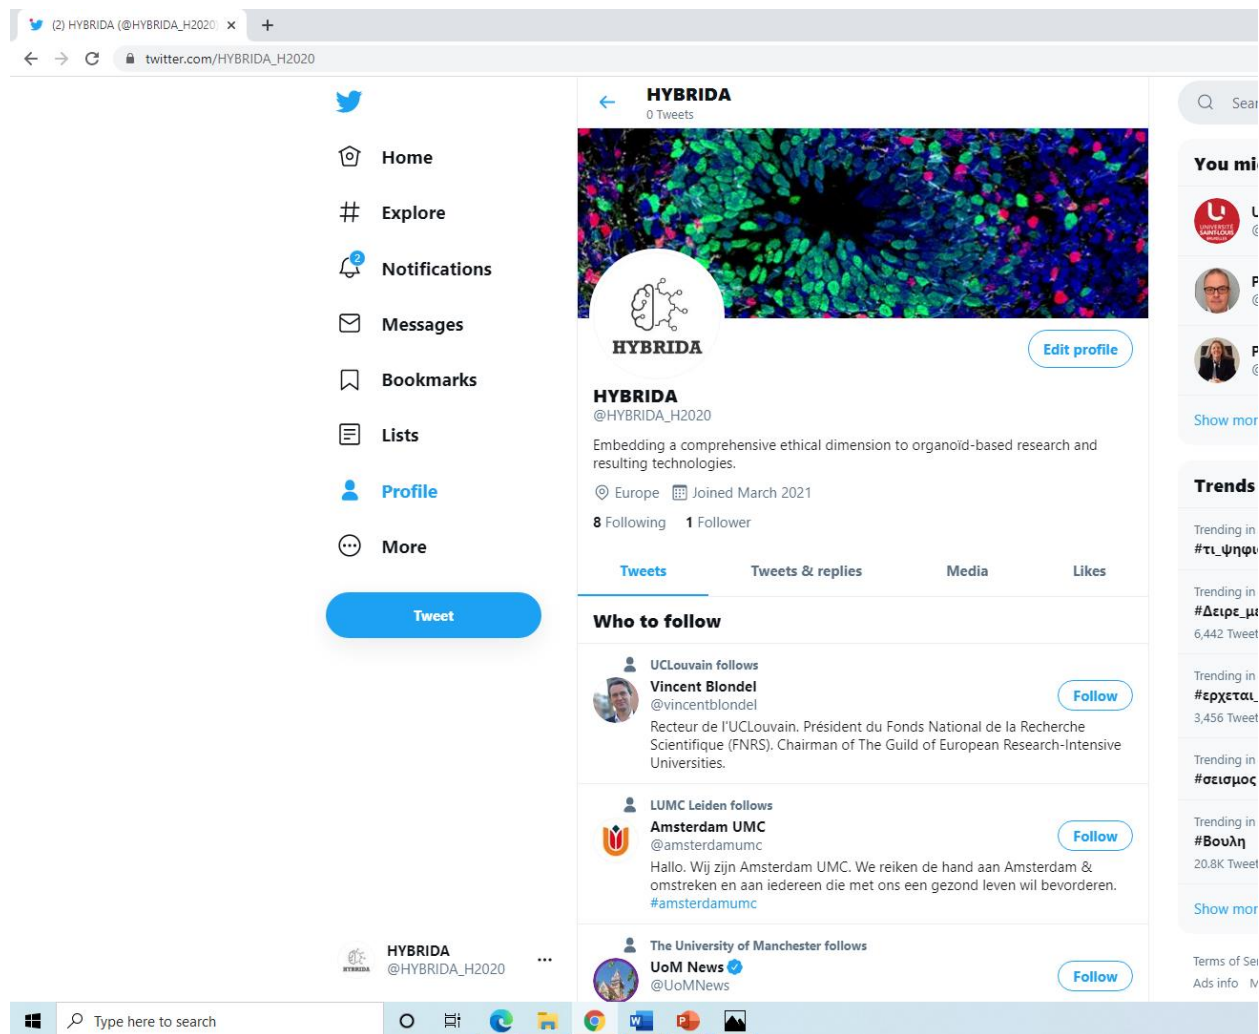 (2) HYBRIDA (@HYBRIDA_H2020)
twitter.com/HYBRIDA_H2020
Home
Explore
2
Notifications
Messages
Bookmarks
Lists
Profile
More
Tweet
HYBRIDA
@HYBRIDA_H2020
HYBRIDA
0 Tweets
HYBRIDA
Edit profile
HYBRIDA
@HYBRIDA_H2020
Embedding a comprehensive ethical dimension to organoïd-based research and
resulting technologies.
Europe Joined March 2021
8 Following 1 Follower
Tweets Tweets & replies Media Likes
Who to follow
UCLouvain follows
Vincent Blondel
@vincentblondel
Follow
Recteur de l'UCLouvain. Président du Fonds National de la Recherche
Scientifique (FNRS). Chairman of The Guild of European Research-Intensive
Universities.
LUMC Leiden follows
Amsterdam UMC
@amsterdamumc
Follow
Hallo. Wij zijn Amsterdam UMC. We reiken de hand aan Amsterdam &
omstreken en aan iedereen die met ons een gezond leven wil bevorderen.
#amsterdamumc
The University of Manchester follows
UoM News
@UoMNews
Follow
You
UNIVERSITÉ
SAINT-LOUIS
BRUXELLES
Show
Trends
Trending in
Trending in
6,442
Trending in
3,456
Trending in
#σεισμος
Trending in
#Βουλη
20.8K
Show
Terms of
Ads info
Type here to search